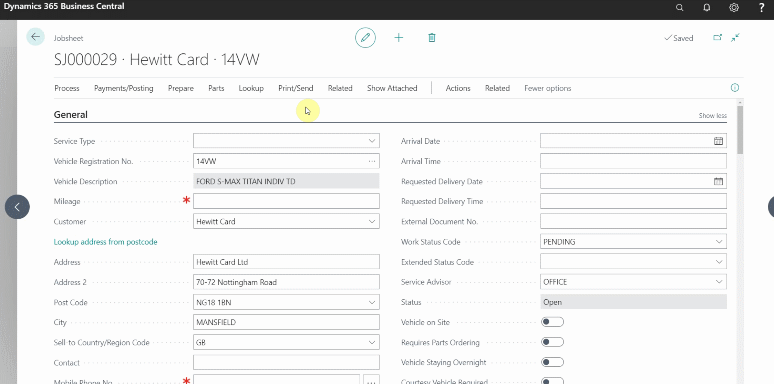 Dynamics 365 Business Central
?
Jobsheet
Saved
SJ000029 · Hewitt Card · 14VW
Process Payments/Posting Prepare Parts Lookup Print/Send Related Show Attached Actions Related Fewer options
General Show less
Service Type Arrival Date
Vehicle Registration No. 14VW ... Arrival Time
Vehicle Description FORD S-MAX TITAN INDIV TD Requested Delivery Date
Mileage * Requested Delivery Time
Customer Hewitt Card External Document No.
Lookup address from postcode Work Status Code PENDING
Address Hewitt Card Ltd Extended Status Code
Address 2 70-72 Nottingham Road Service Advisor OFFICE
Post Code NG18 1BN Status Open
City MANSFIELD Vehicle on Site
Sell-to Country/Region Code GB Requires Parts Ordering
Contact Vehicle Staying Overnight
Mobile Phone No. * ... Courtesy Vehicle Required